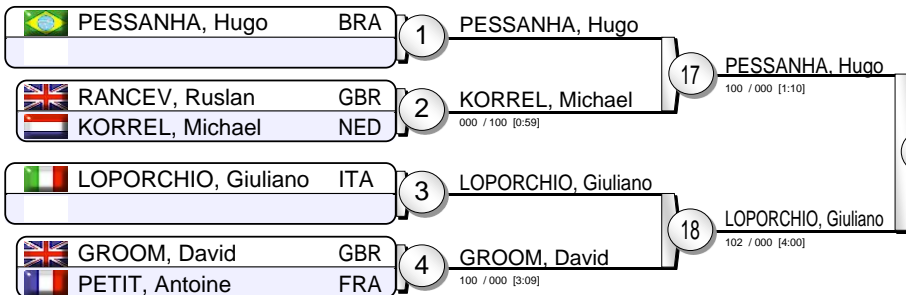 PESSANHA, Hugo BRA
1
PESSANHA, Hugo
17
PESSANHA, Hugo
100 / 000 [1:10]
RANCEV, Ruslan GBR
KORREL, Michael NED
2
KORREL, Michael
000 / 100 [0:59]
LOPORCHIO, Giuliano ITA
3
LOPORCHIO, Giuliano
18
LOPORCHIO, Giuliano
102 / 000 [4:00]
GROOM, David GBR
PETIT, Antoine FRA
4
GROOM, David
100 / 000 [3:09]